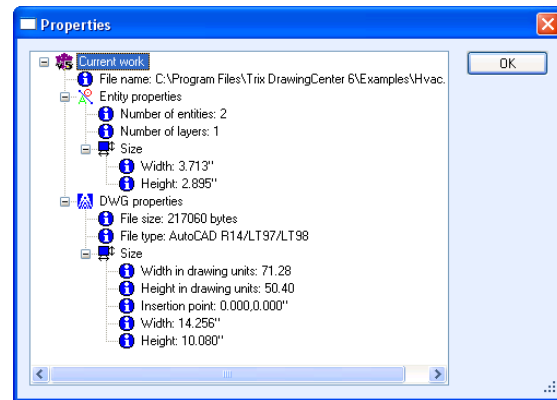 Properties
Current work
File name: C:\Program Files\Trix DrawingCenter 6\Examples\Hvac.
Entity properties
Number of entities: 2
Number of layers: 1
Size
Width: 3.713"
Height: 2.895"
DWG properties
File size: 217060 bytes
File type: AutoCAD R14/LT97/LT98
Size
Width in drawing units: 71.28
Height in drawing units: 50.40
Insertion point: 0.000,0.000"
Width: 14.256"
Height: 10.080"
OK